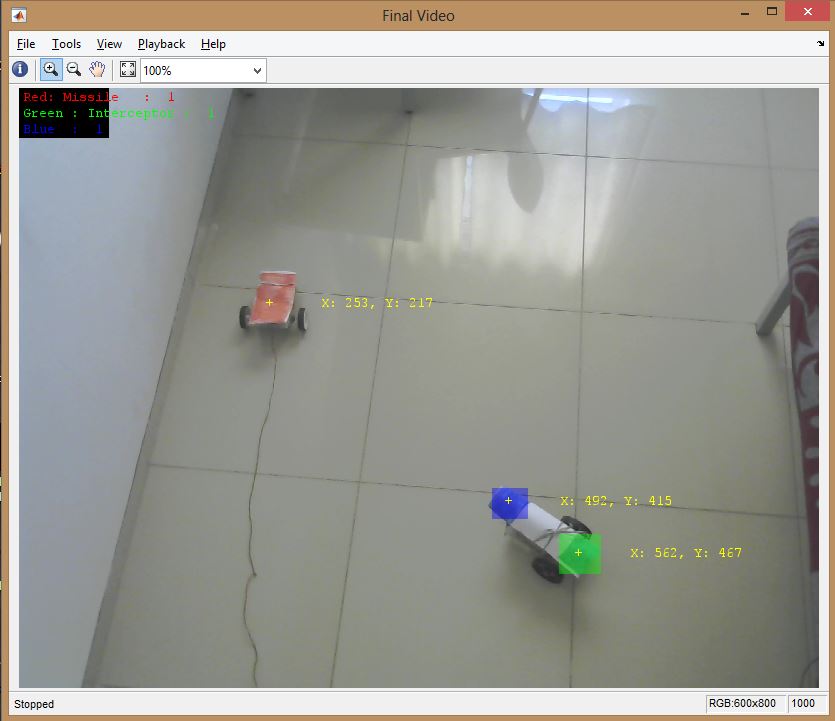 Final Video
File Tools View Playback Help
100%
Red: Missile : 1
Green : Interceptor : 1
Blue : 1
X: 253, Y: 217
X: 492, Y: 415
X: 562, Y: 467
Stopped
RGB:600x800 1000